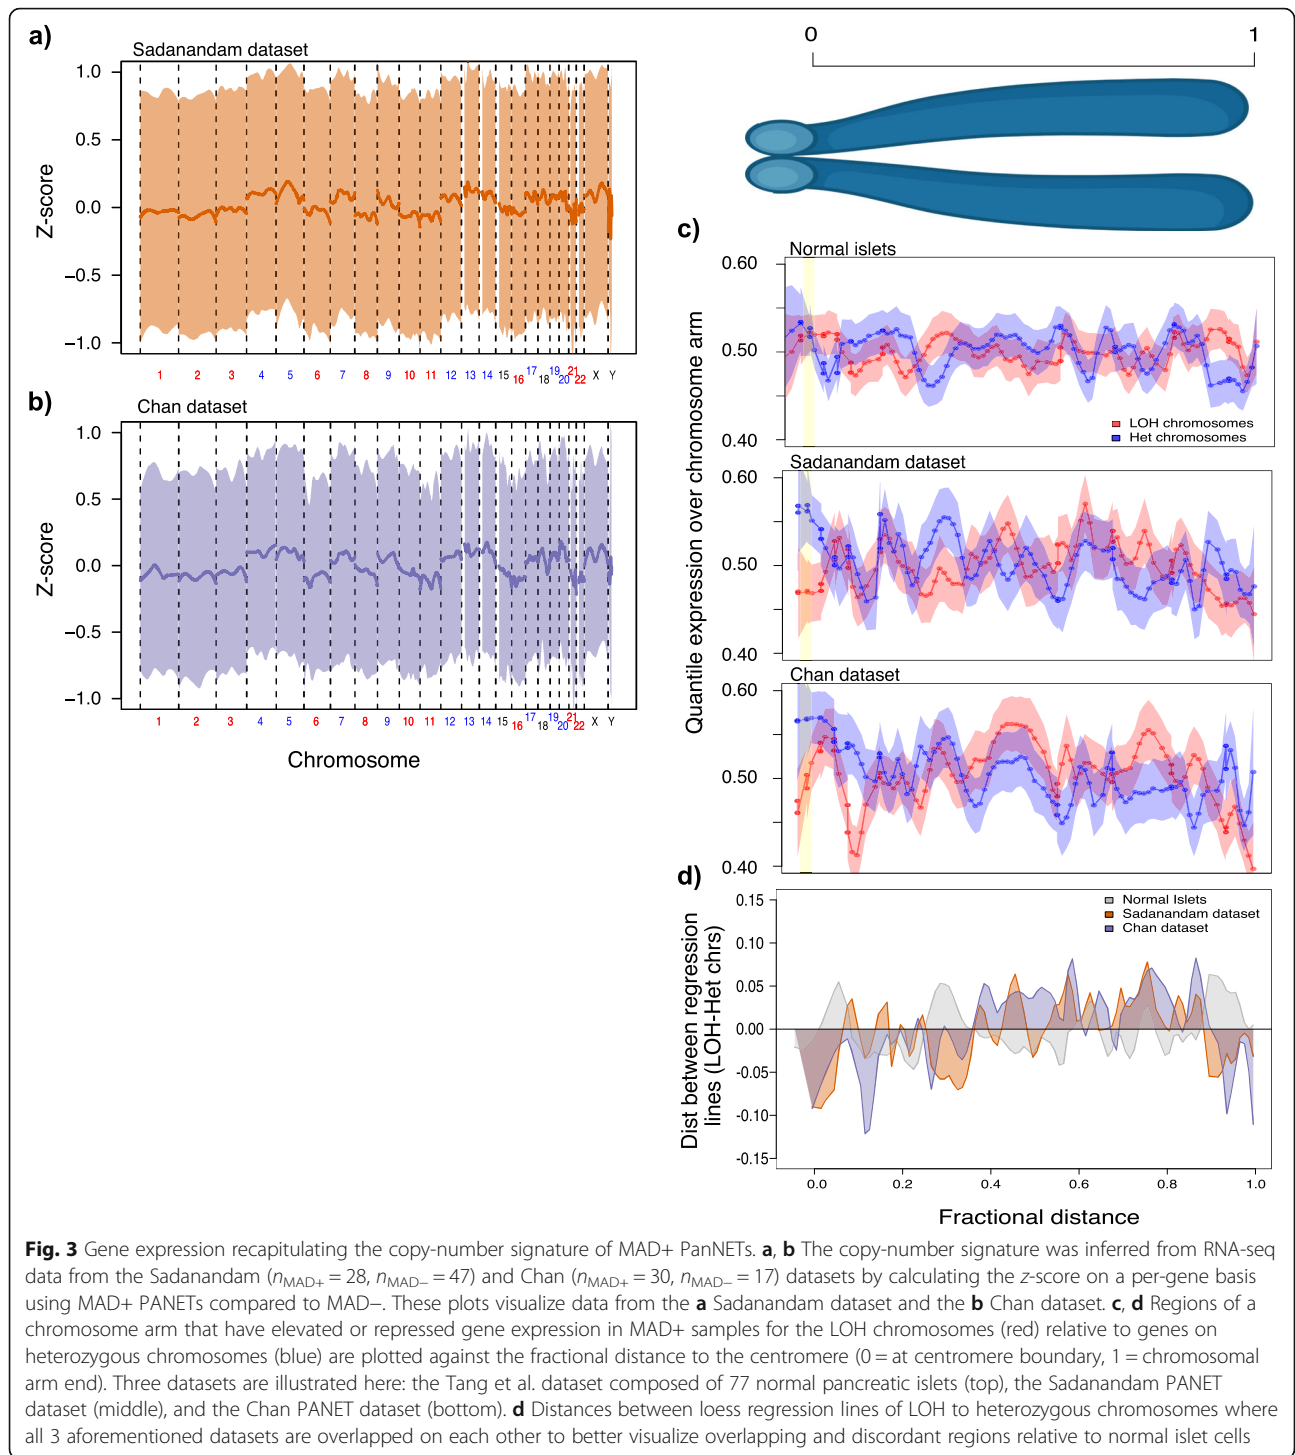 a)
Sadanandam dataset
1.0
0.5
0.0
−0.5
−1.0
Z-score
1 2 3 4 5 6 7 8 9 10 11 12 13 14 15 16 17 18 19 20 21 22 X Y
b)
Chan dataset
1.0
0.5
0.0
−0.5
−1.0
Z-score
1 2 3 4 5 6 7 8 9 10 11 12 13 14 15 16 17 18 19 20 21 22 X Y
Chromosome
0 1
c)
Normal islets
0.60
0.50
0.40
LOH chromosomes
Het chromosomes
Sadanandam dataset
0.60
0.50
0.40
Chan dataset
0.60
0.50
0.40
Quantile expression over chromosome arm
d)
0.15
0.10
0.05
0.00
-0.05
-0.10
-0.15
Dist between regression
lines (LOH-Het chrs)
Normal Islets
Sadanandam dataset
Chan dataset
0.0 0.2 0.4 0.6 0.8 1.0
Fractional distance
Fig. 3 Gene expression recapitulating the copy-number signature of MAD+ PanNETs. a, b The copy-number signature was inferred from RNA-seq
data from the Sadanandam (nMAD+ = 28, nMAD− = 47) and Chan (nMAD+ = 30, nMAD− = 17) datasets by calculating the z-score on a per-gene basis
using MAD+ PANETs compared to MAD−. These plots visualize data from the a Sadanandam dataset and the b Chan dataset. c, d Regions of a
chromosome arm that have elevated or repressed gene expression in MAD+ samples for the LOH chromosomes (red) relative to genes on
heterozygous chromosomes (blue) are plotted against the fractional distance to the centromere (0 = at centromere boundary, 1 = chromosomal
arm end). Three datasets are illustrated here: the Tang et al. dataset composed of 77 normal pancreatic islets (top), the Sadanandam PANET
dataset (middle), and the Chan PANET dataset (bottom). d Distances between loess regression lines of LOH to heterozygous chromosomes where
all 3 aforementioned datasets are overlapped on each other to better visualize overlapping and discordant regions relative to normal islet cells